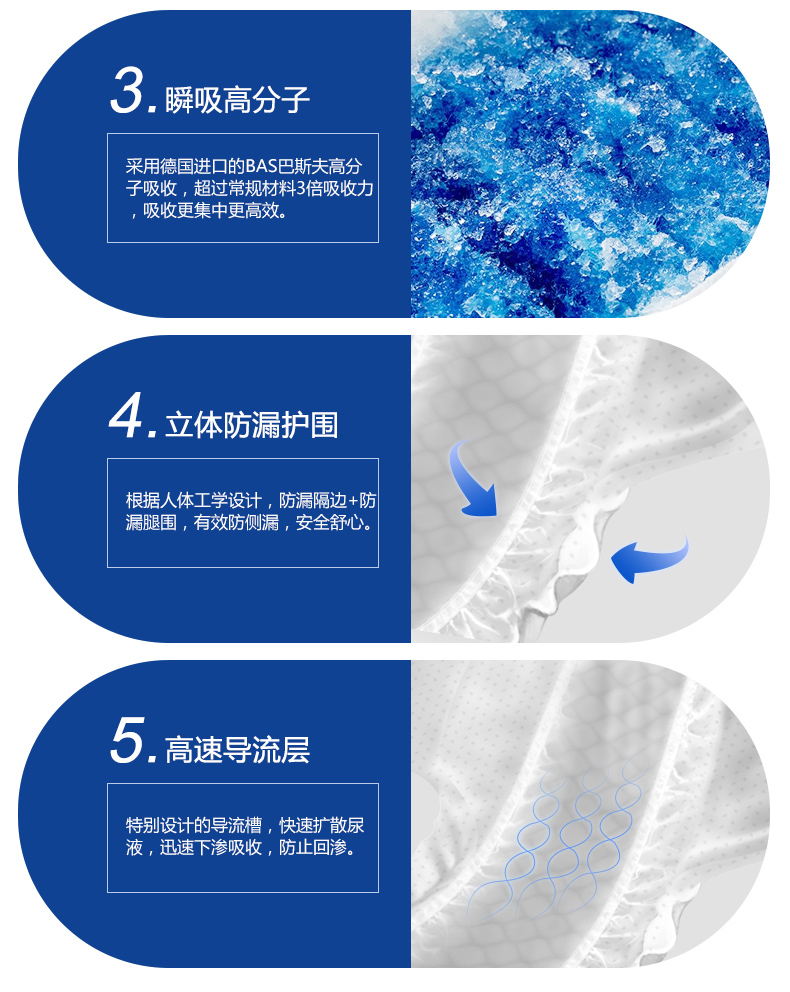 3.瞬吸高分子
采用德国进口的BAS巴斯夫高分
子吸收，超过常规材料3倍吸收力
，吸收更集中更高效。
4.立体防漏护围
根据人体工学设计，防漏隔边+防
漏腿围，有效防侧漏，安全舒心。
5.高速导流层
特别设计的导流槽，快速扩散尿
液，迅速下渗吸收，防止回渗。